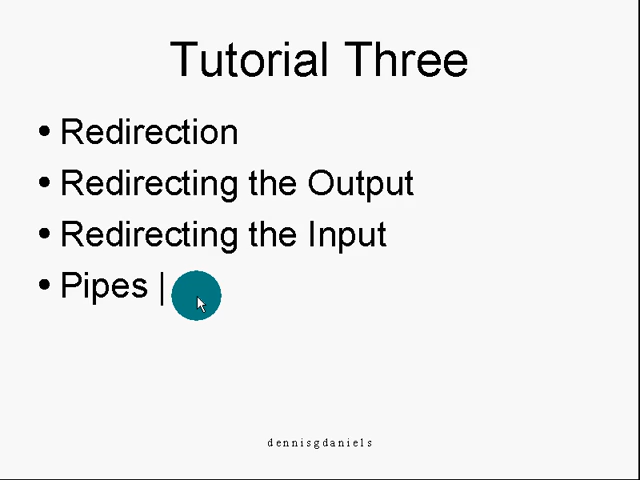 Tutorial Three
• Redirection
• Redirecting the Output
• Redirecting the Input
• Pipes |
dennisgdaniels